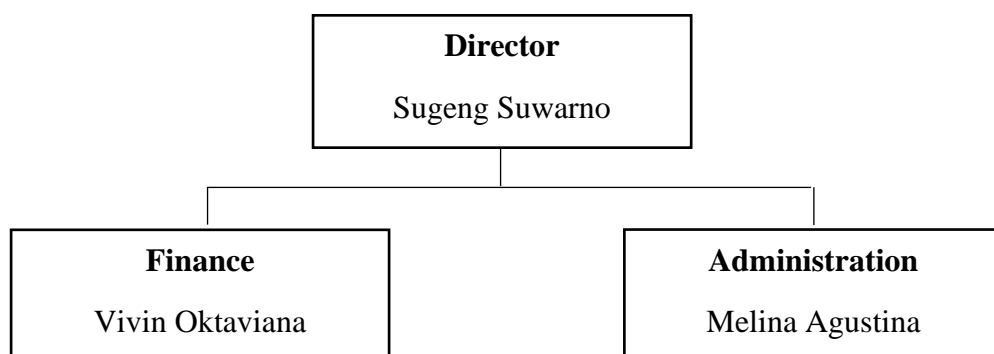 Director
Sugeng Suwarno
Finance
Vivin Oktaviana
Administration
Melina Agustina